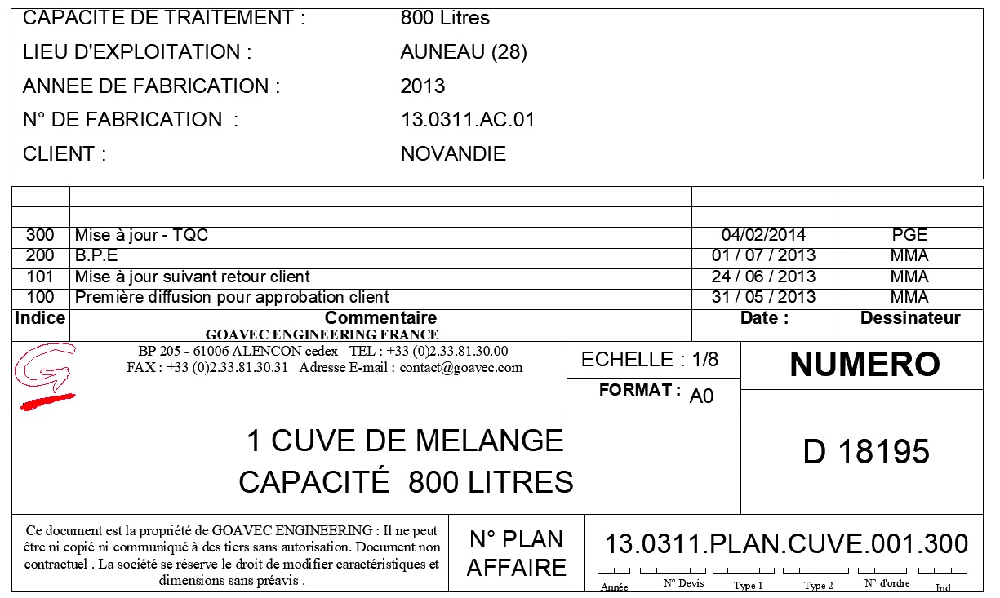 CAPACITE DE TRAITEMENT : 800 Litres
LIEU D'EXPLOITATION : AUNEAU (28)
ANNEE DE FABRICATION : 2013
N° DE FABRICATION : 13.0311.AC.01
CLIENT : NOVANDIE
300 Mise à jour - TQC 04/02/2014 PGE
200 B.P.E 01 / 07 / 2013 MMA
101 Mise à jour suivant retour client 24 / 06 / 2013 MMA
100 Première diffusion pour approbation client 31 / 05 / 2013 MMA
Indice Commentaire Date : Dessinateur
GOAVEC ENGINEERING FRANCE
BP 205 - 61006 ALENCON cedex TEL : +33 (0)2.33.81.30.00
FAX : +33 (0)2.33.81.30.31 Adresse E-mail : contact@goavec.com
ECHELLE : 1/8
FORMAT : A0
NUMERO
D 18195
1 CUVE DE MELANGE
CAPACITÉ 800 LITRES
Ce document est la propriété de GOAVEC ENGINEERING : Il ne peut
être ni copié ni communiqué à des tiers sans autorisation. Document non
contractuel . La société se réserve le droit de modifier caractéristiques et
dimensions sans préavis .
N° PLAN
AFFAIRE
13.0311.PLAN.CUVE.001.300
Année N° Devis Type 1 Type 2 N° d'ordre Ind.